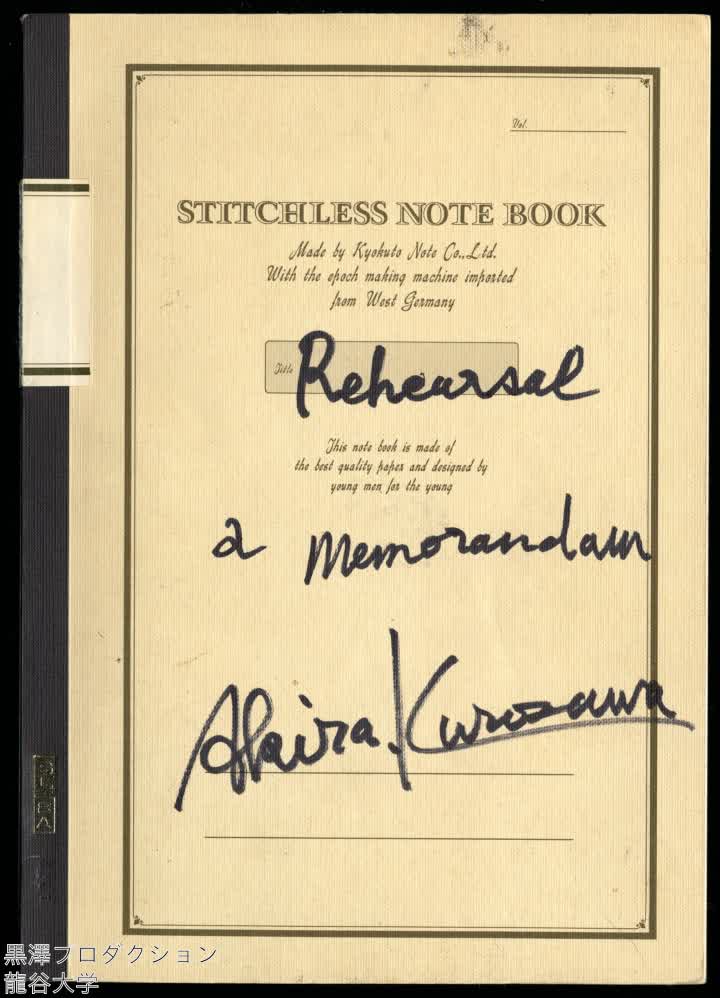 Vol.
STITCHLESS NOTE BOOK
Made by Kyokuto Note Co., Ltd.
With the epoch making machine imported
from West Germany
Title Rehearsal
This note book is made of
the best quality paper and designed by
young men for the young
a memorandam
Akira Kurosawa
黒澤プロダクション
龍谷大学